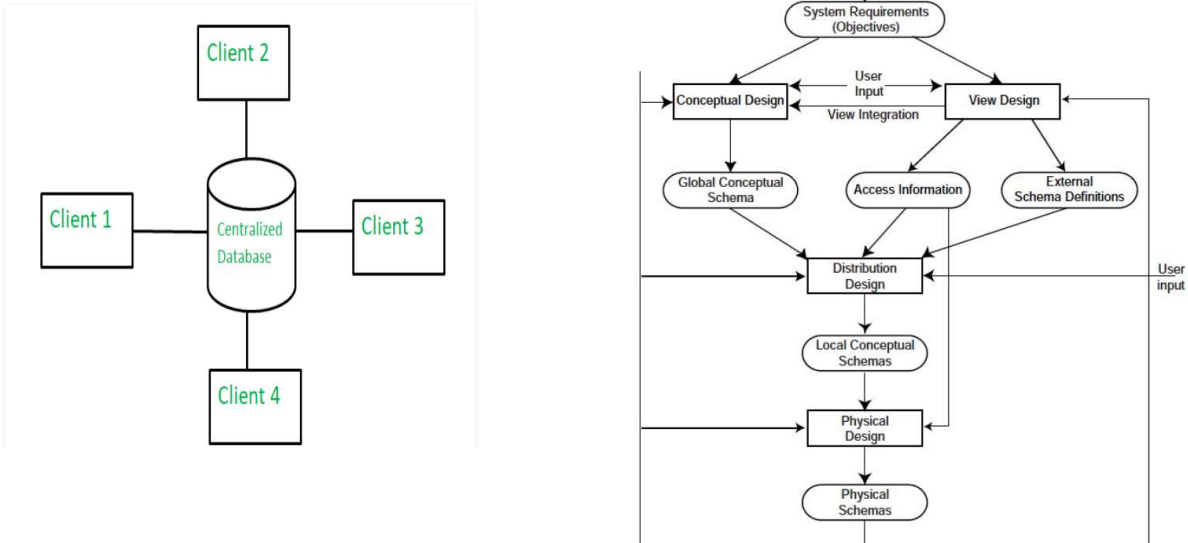 Client 2
Client 1
Centralized
Database
Client 3
Client 4
System Requirements
(Objectives)
Conceptual Design
User
Input
View Integration
View Design
Global Conceptual
Schema
Access Information
External
Schema Definitions
Distribution
Design
User
input
Local Conceptual
Schemas
Physical
Design
Physical
Schemas